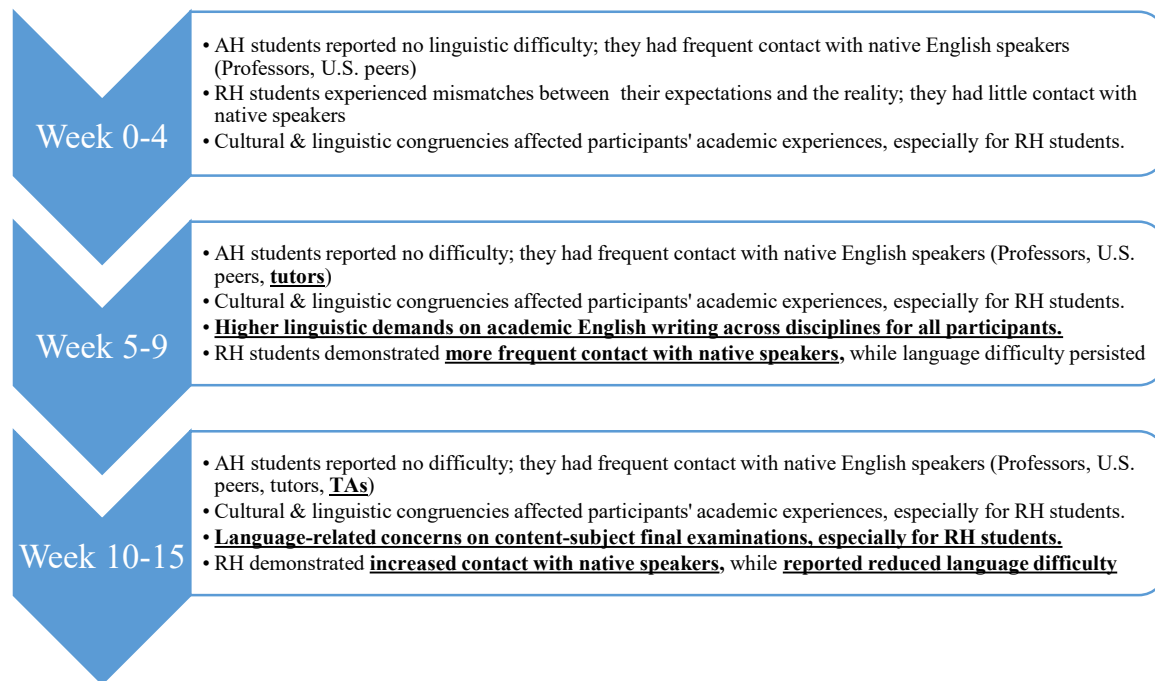 Week 0-4
• AH students reported no linguistic difficulty; they had frequent contact with native English speakers
(Professors, U.S. peers)
• RH students experienced mismatches between their expectations and the reality; they had little contact with
native speakers
• Cultural & linguistic congruencies affected participants' academic experiences, especially for RH students.
Week 5-9
• AH students reported no difficulty; they had frequent contact with native English speakers (Professors, U.S.
peers, tutors)
• Cultural & linguistic congruencies affected participants' academic experiences, especially for RH students.
• Higher linguistic demands on academic English writing across disciplines for all participants.
• RH students demonstrated more frequent contact with native speakers, while language difficulty persisted
Week 10-15
• AH students reported no difficulty; they had frequent contact with native English speakers (Professors, U.S.
peers, tutors, TAs)
• Cultural & linguistic congruencies affected participants' academic experiences, especially for RH students.
• Language-related concerns on content-subject final examinations, especially for RH students.
• RH demonstrated increased contact with native speakers, while reported reduced language difficulty